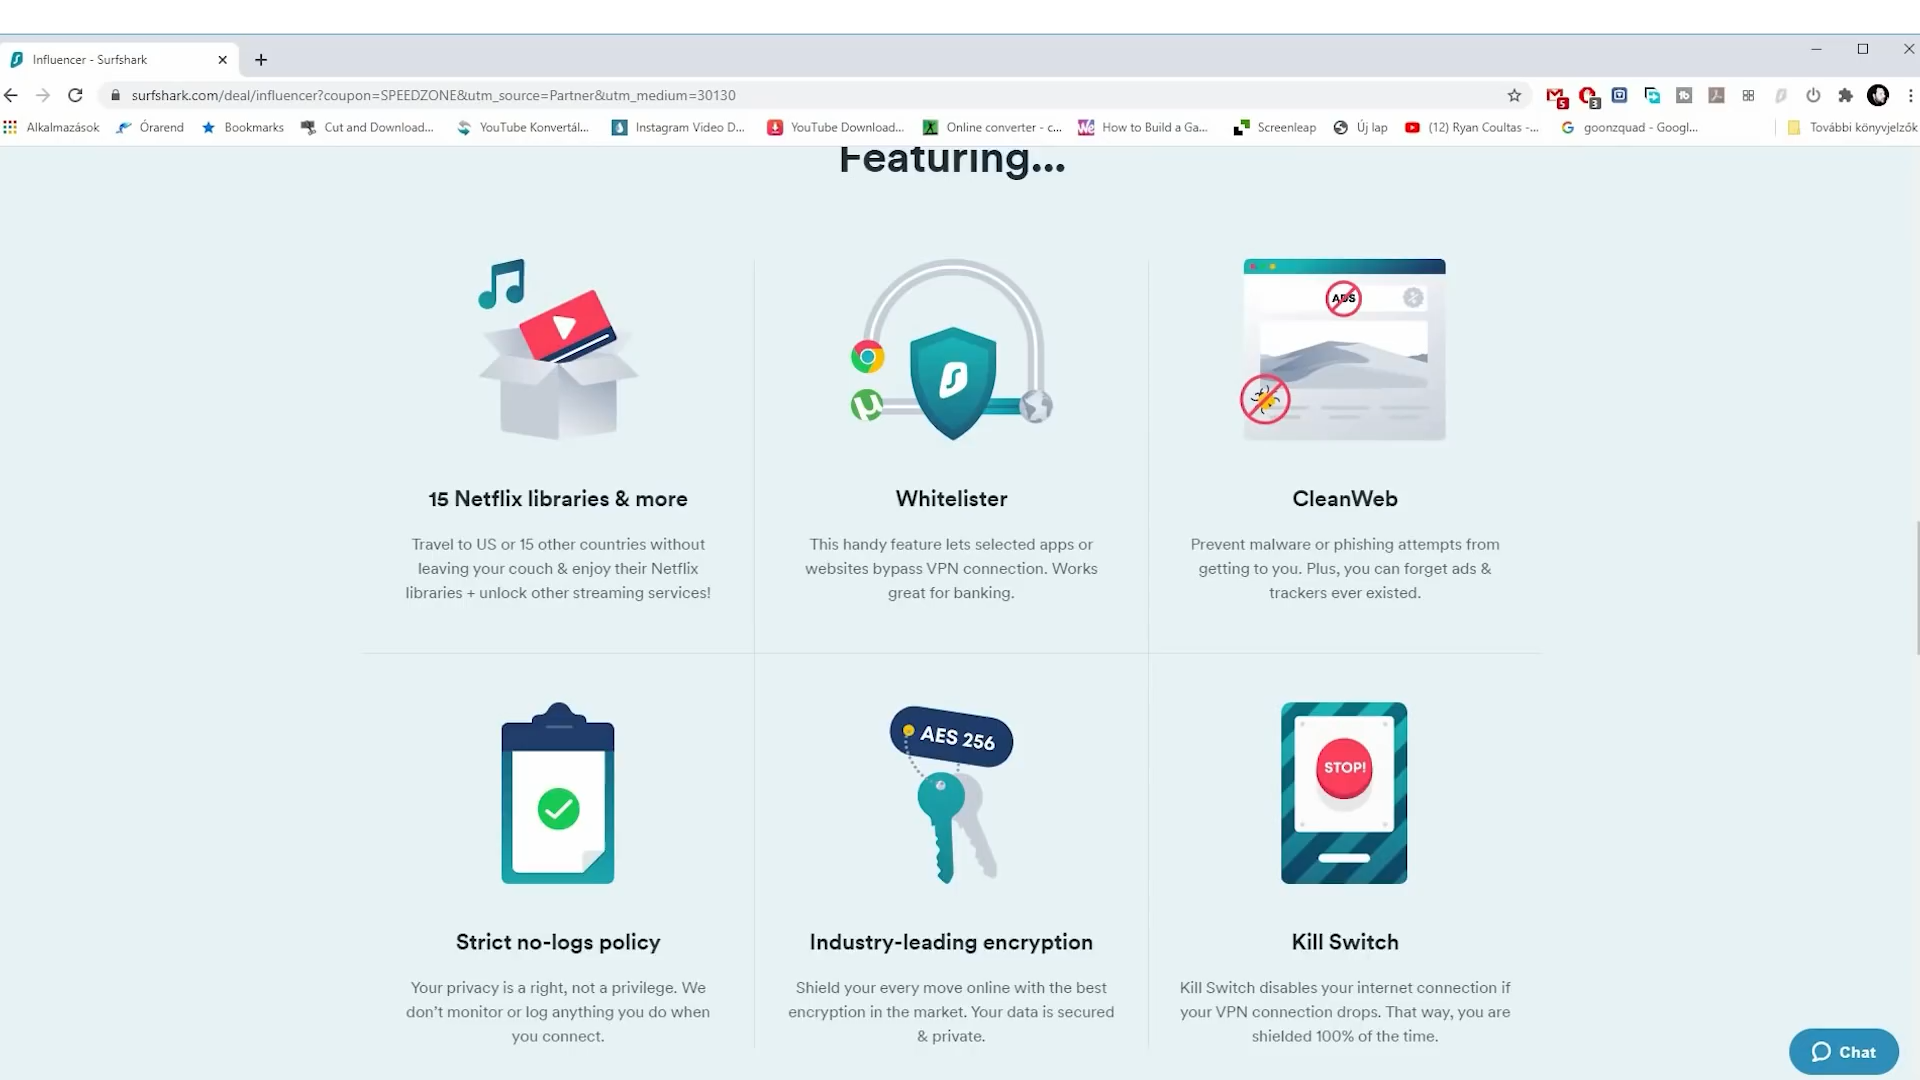 Influencer - Surfshark
surfshark.com/deal/influencer?coupon=SPEEDZONE&utm_source=Partner&utm_medium=30130
5
3
Alkalmazások
Órarend
Bookmarks
Cut and Download...
YouTube Konvertál...
Instagram Video D...
YouTube Download...
Online converter - c...
How to Build a Ga...
Screenleap
Új lap
(12) Ryan Coultas -...
goonzquad - Googl...
További könyvjelzők
Featuring...
ADS
15 Netflix libraries & more
Travel to US or 15 other countries without
leaving your couch & enjoy their Netflix
libraries + unlock other streaming services!
Whitelister
This handy feature lets selected apps or
websites bypass VPN connection. Works
great for banking.
CleanWeb
Prevent malware or phishing attempts from
getting to you. Plus, you can forget ads &
trackers ever existed.
Strict no-logs policy
Your privacy is a right, not a privilege. We
don't monitor or log anything you do when
you connect.
AES 256
Industry-leading encryption
Shield your every move online with the best
encryption in the market. Your data is secured
& private.
STOP!
Kill Switch
Kill Switch disables your internet connection if
your VPN connection drops. That way, you are
shielded 100% of the time.
Chat